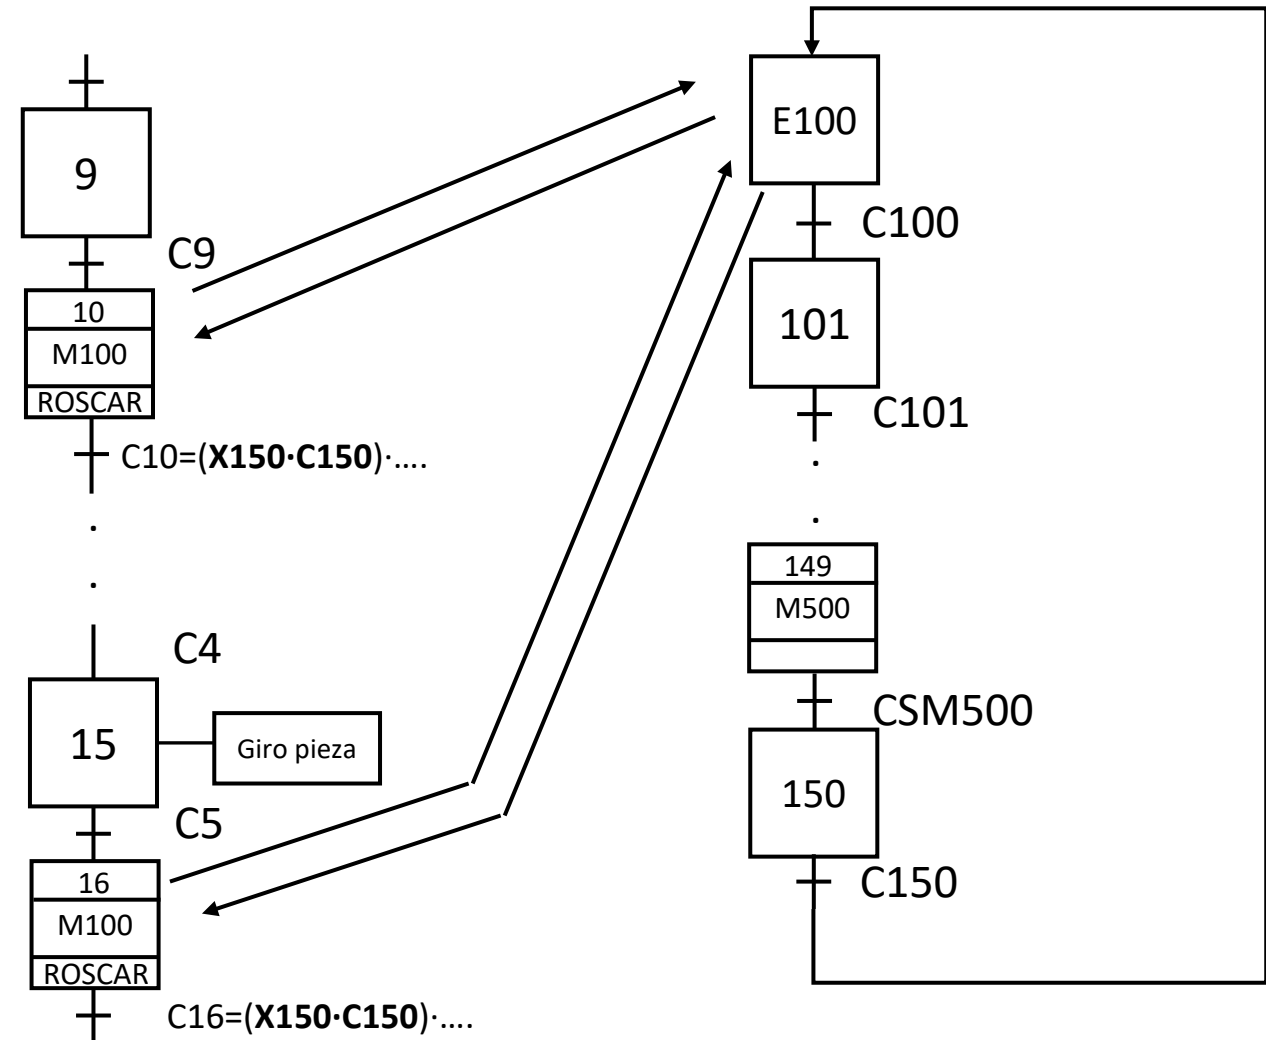 9
C9
10
M100
ROSCAR
C10=(X150·C150)·....
.
.
C4
15
Giro pieza
C5
16
M100
ROSCAR
C16=(X150·C150)·....
E100
C100
101
C101
.
.
149
M500
CSM500
150
C150